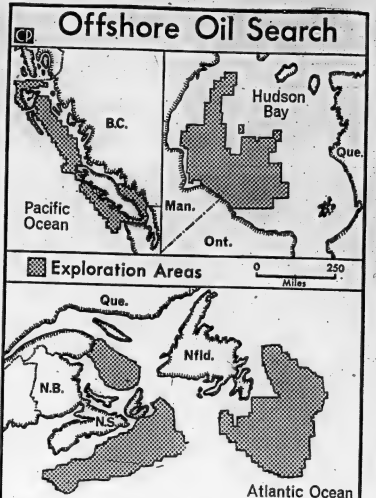 CP
Offshore Oil Search
B.C.
Pacific
Ocean
Hudson
Bay
Que.
Man.
Ont.
Exploration Areas
0 250
Miles
Que.
Nfld.
N.B.
N.S.
Atlantic Ocean